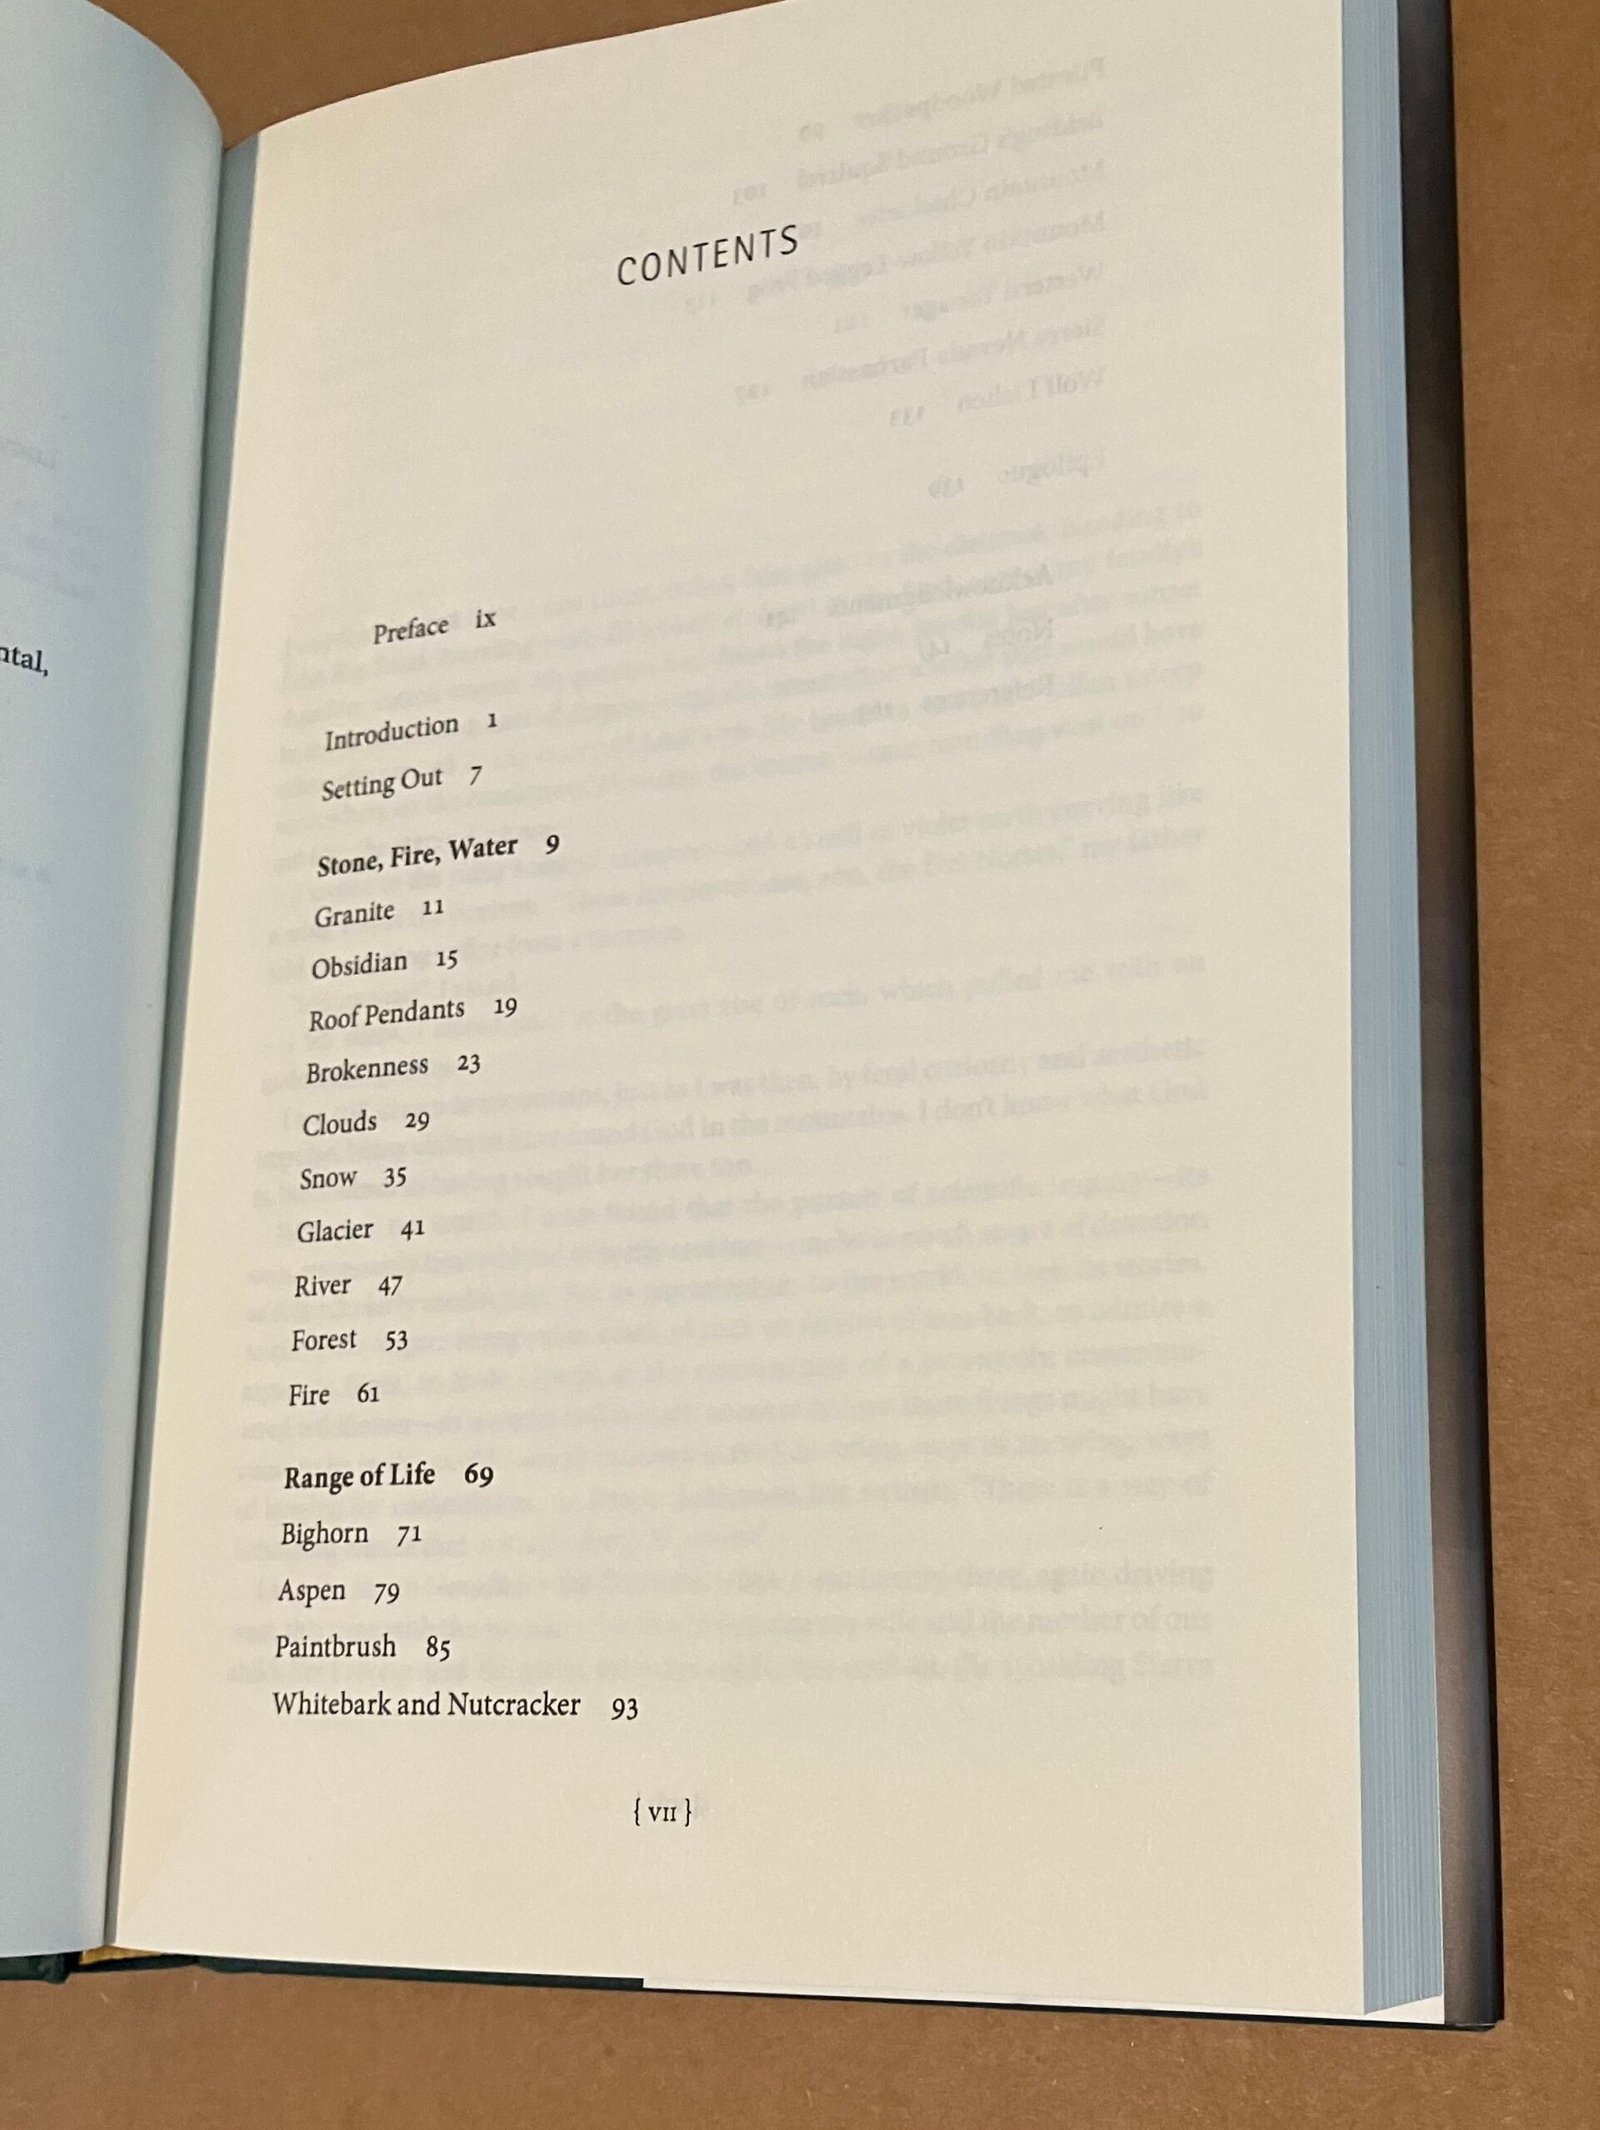 ntal,
CONTENTS
Preface ix
Introduction 1
Setting Out 7
Stone, Fire, Water 9
Granite 11
Obsidian 15
Roof Pendants 19
Brokenness 23
Clouds 29
Snow 35
Glacier 41
River 47
Forest 53
Fire 61
Range of Life 69
Bighorn 71
Aspen 79
Paintbrush 85
Whitebark and Nutcracker 93
{ VII }